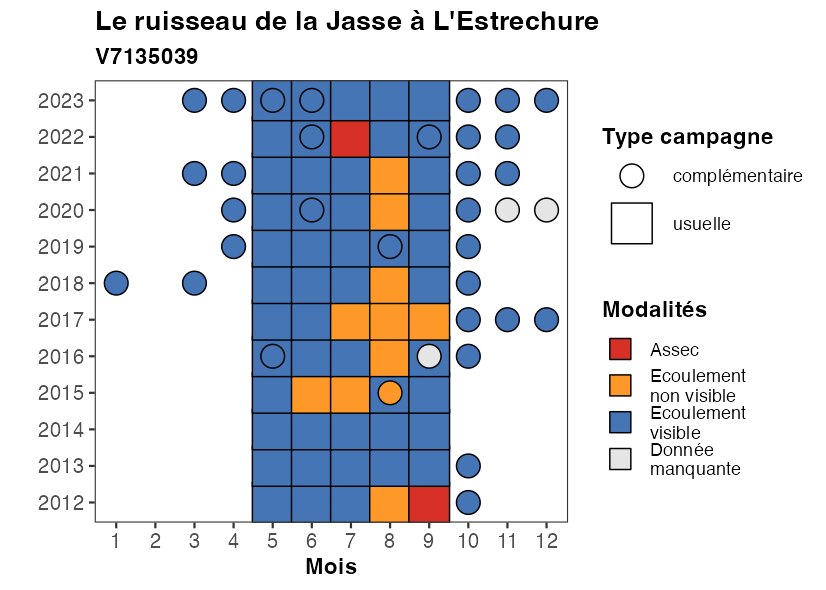 Le ruisseau de la Jasse à L'Estrechure
V7135039
2023
2022
2021
2020
2019
2018
2017
2016
2015
2014
2013
2012
1 2 3 4 5 6 7 8 9 10 11 12
Mois
Type campagne
complémentaire
usuelle
Modalités
Assec
Ecoulement
non visible
Ecoulement
visible
Donnée
manquante